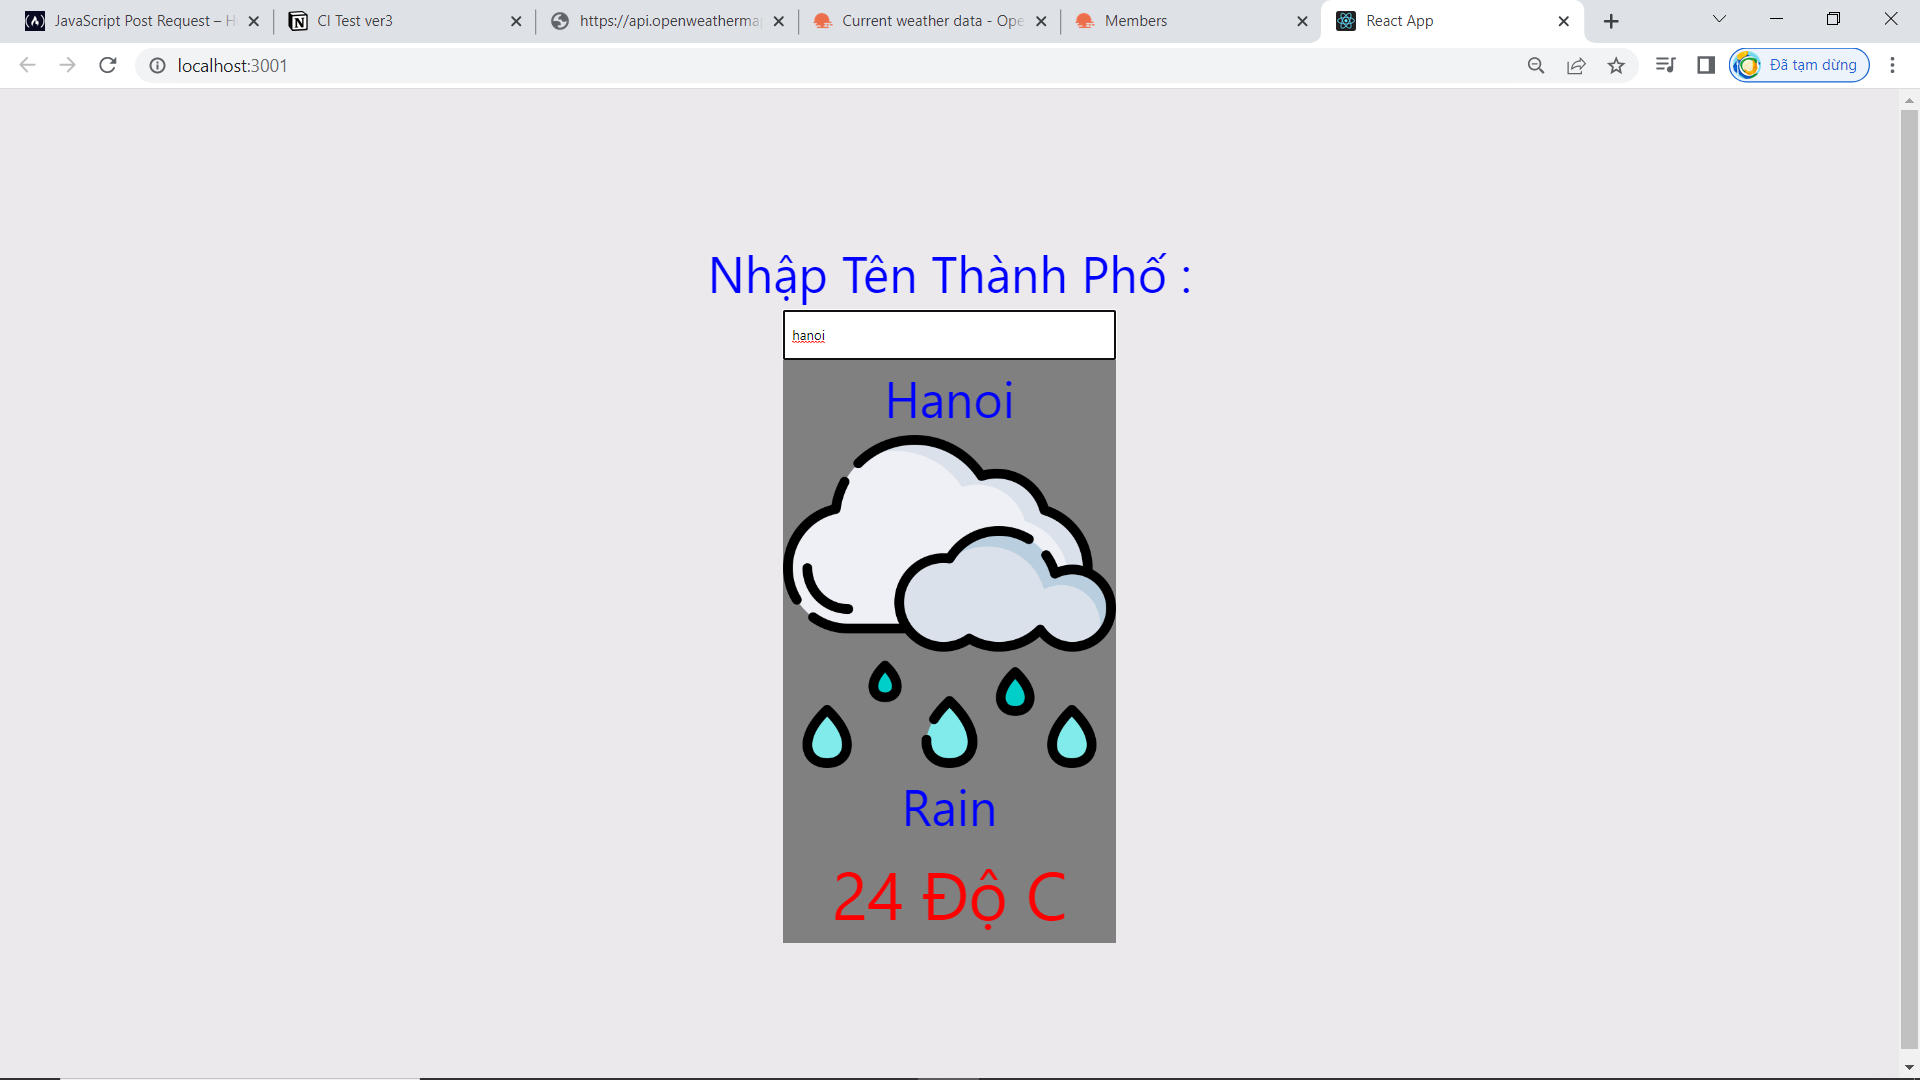 JavaScript Post Request – H
CI Test ver3
https://api.openweatherma
Current weather data - Ope
Members
React App
localhost:3001
Đã tạm dừng
Nhập Tên Thành Phố :
hanoi
Hanoi
Rain
24 Độ C